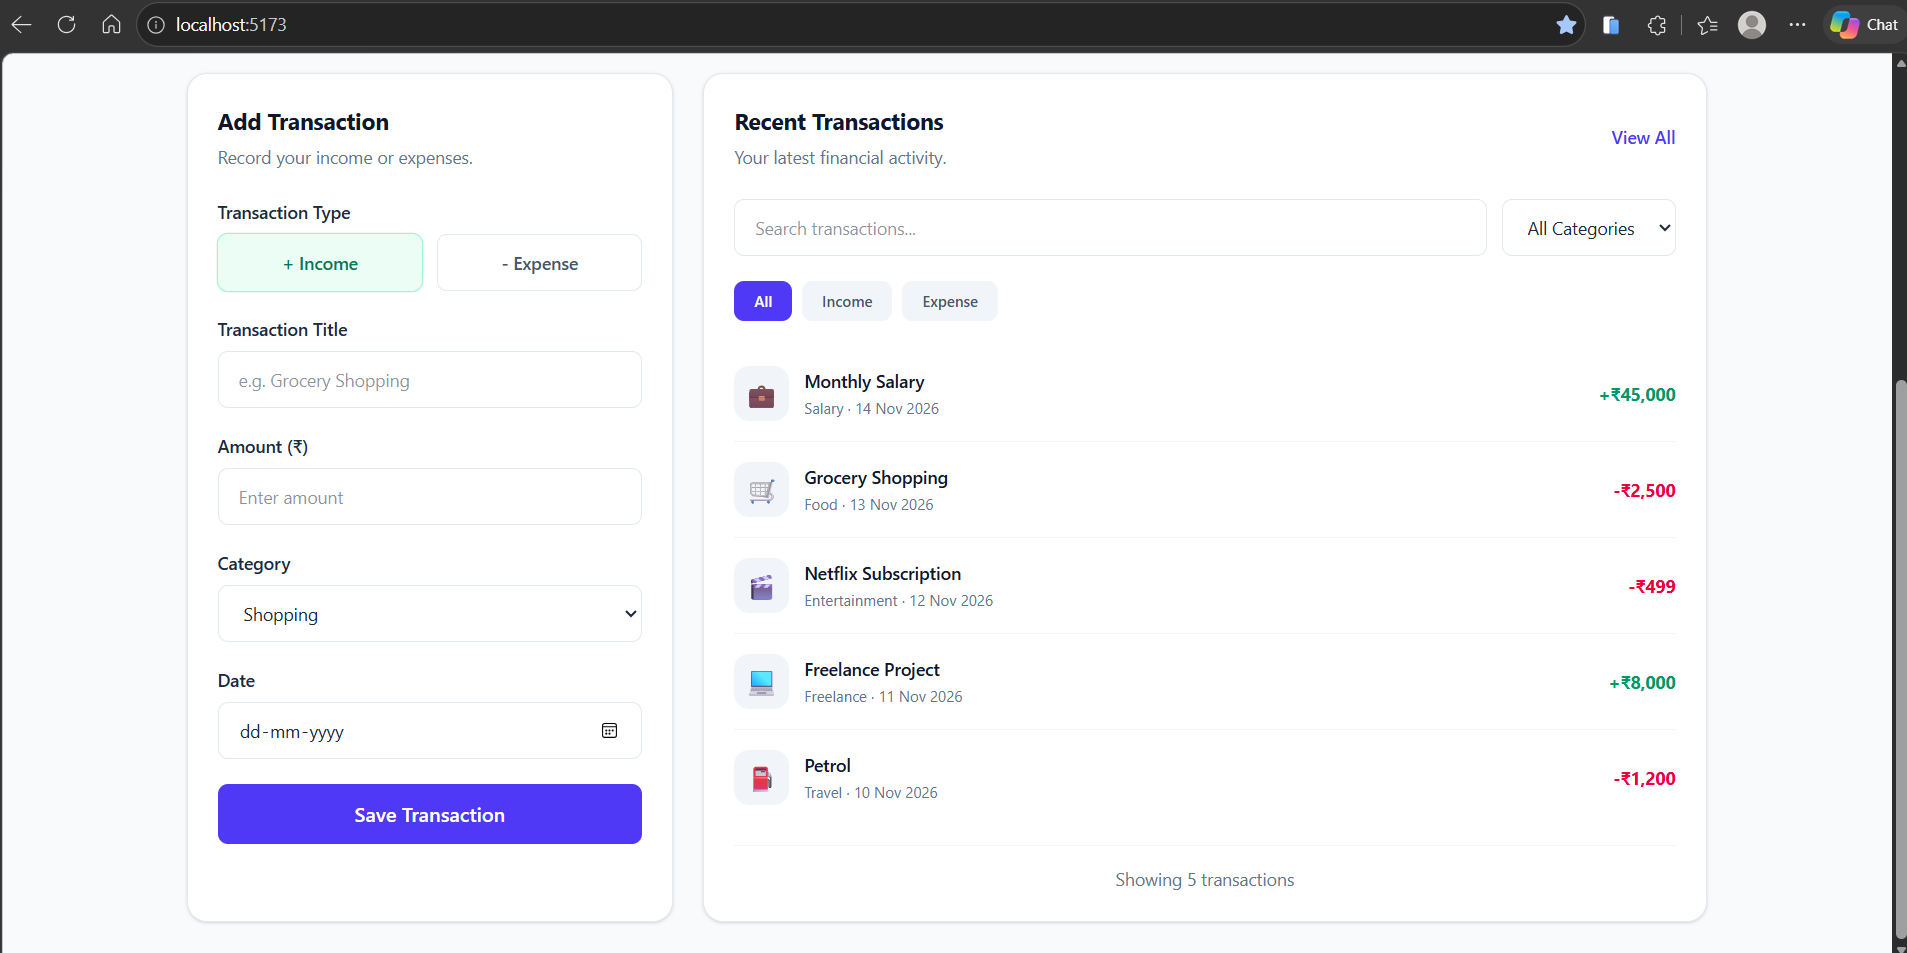 localhost:5173
Chat
Add Transaction
Record your income or expenses.
Transaction Type
+ Income
- Expense
Transaction Title
e.g. Grocery Shopping
Amount (₹)
Enter amount
Category
Shopping
Date
dd-mm-yyyy
Save Transaction
Recent Transactions
Your latest financial activity.
View All
Search transactions...
All Categories
All
Income
Expense
Monthly Salary
Salary · 14 Nov 2026
+₹45,000
Grocery Shopping
Food · 13 Nov 2026
-₹2,500
Netflix Subscription
Entertainment · 12 Nov 2026
-₹499
Freelance Project
Freelance · 11 Nov 2026
+₹8,000
Petrol
Travel · 10 Nov 2026
-₹1,200
Showing 5 transactions